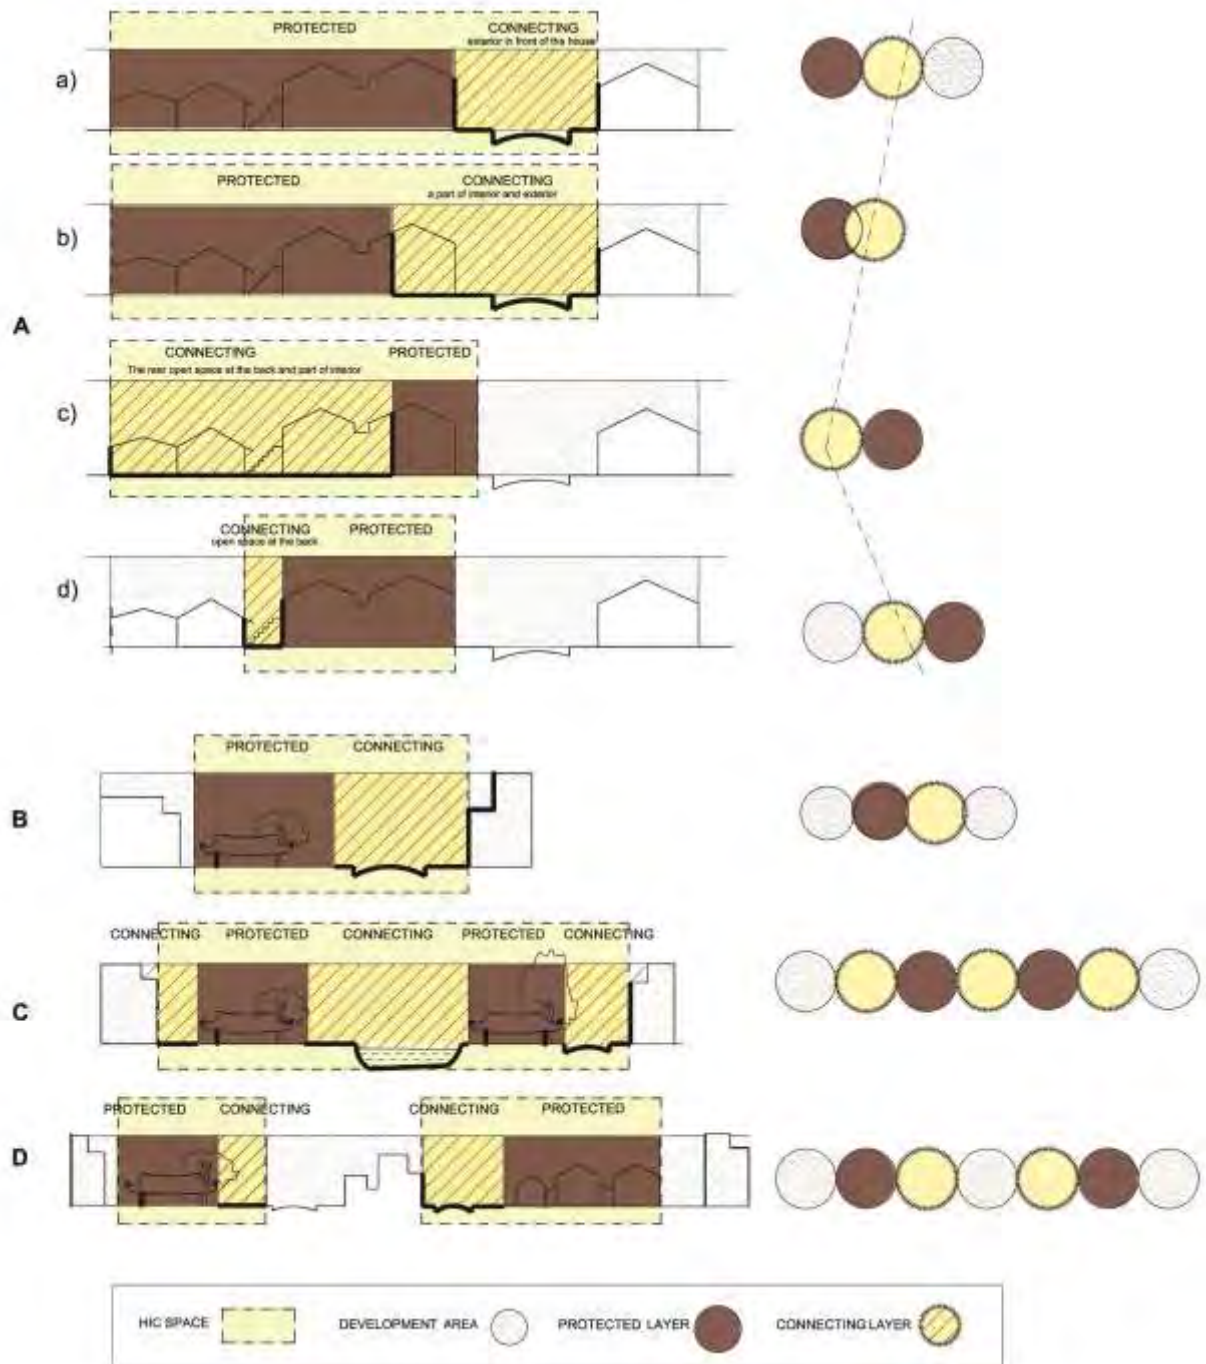 PROTECTED CONNECTING
exterior in front of the house
a)
PROTECTED CONNECTING
a part of interior and exterior
b)
A
CONNECTING PROTECTED
The rear open space at the back and part of interior
c)
CONNECTING PROTECTED
open space at the back
d)
PROTECTED CONNECTING
B
CONNECTING PROTECTED CONNECTING PROTECTED CONNECTING
C
PROTECTED CONNECTING CONNECTING PROTECTED
D
HIC SPACE DEVELOPMENT AREA PROTECTED LAYER CONNECTING LAYER